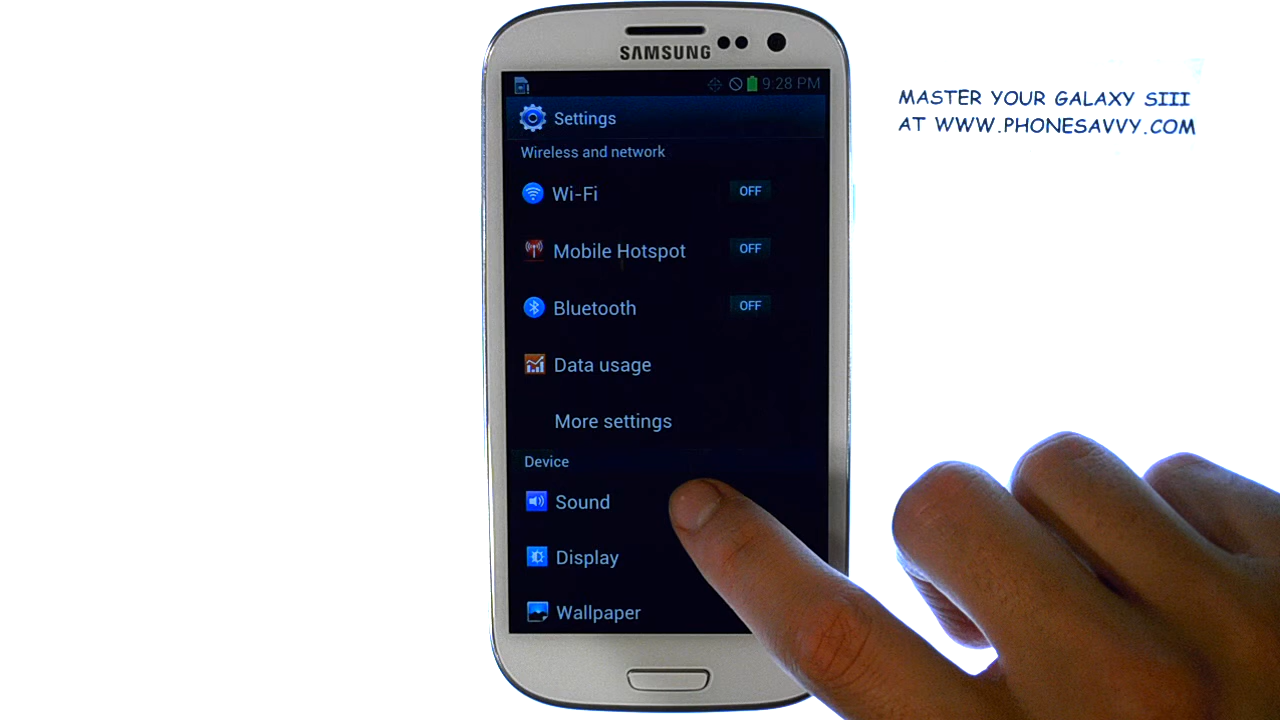 SAMSUNG
9:28 PM
Settings
Wireless and network
Wi-Fi OFF
Mobile Hotspot OFF
Bluetooth OFF
Data usage
More settings
Device
Sound
Display
Wallpaper
MASTER YOUR GALAXY SIII
AT WWW.PHONESAVVY.COM